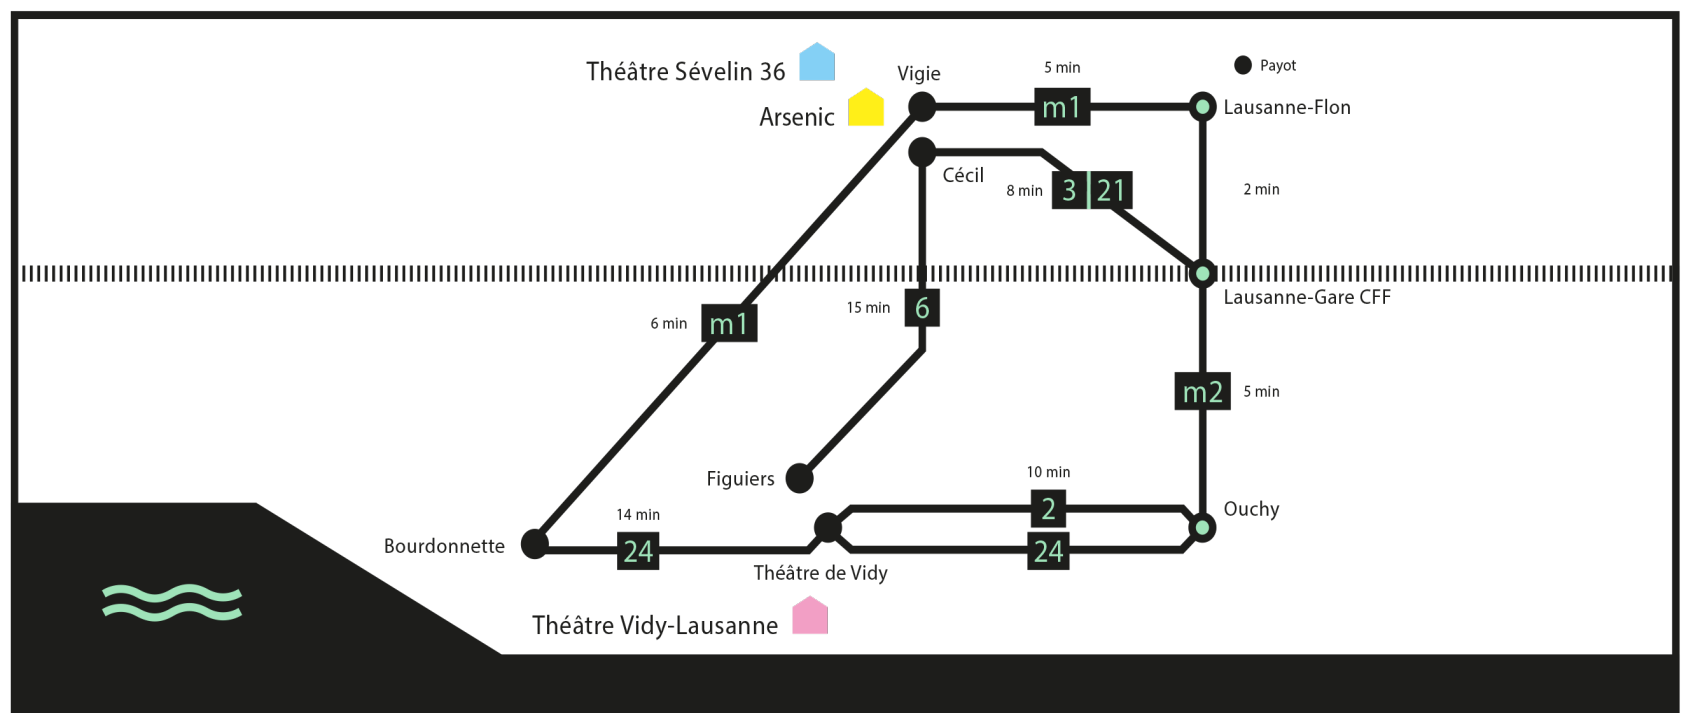 Théâtre Sévelin 36
Vigie
5 min
Payot
Arsenic
m1
Lausanne-Flon
Cécil
8 min
3 21
2 min
Lausanne-Gare CFF
15 min
6
6 min
m1
m2
5 min
Figuiers
10 min
2
Ouchy
14 min
Bourdonnette
24
24
Théâtre de Vidy
Théâtre Vidy-Lausanne